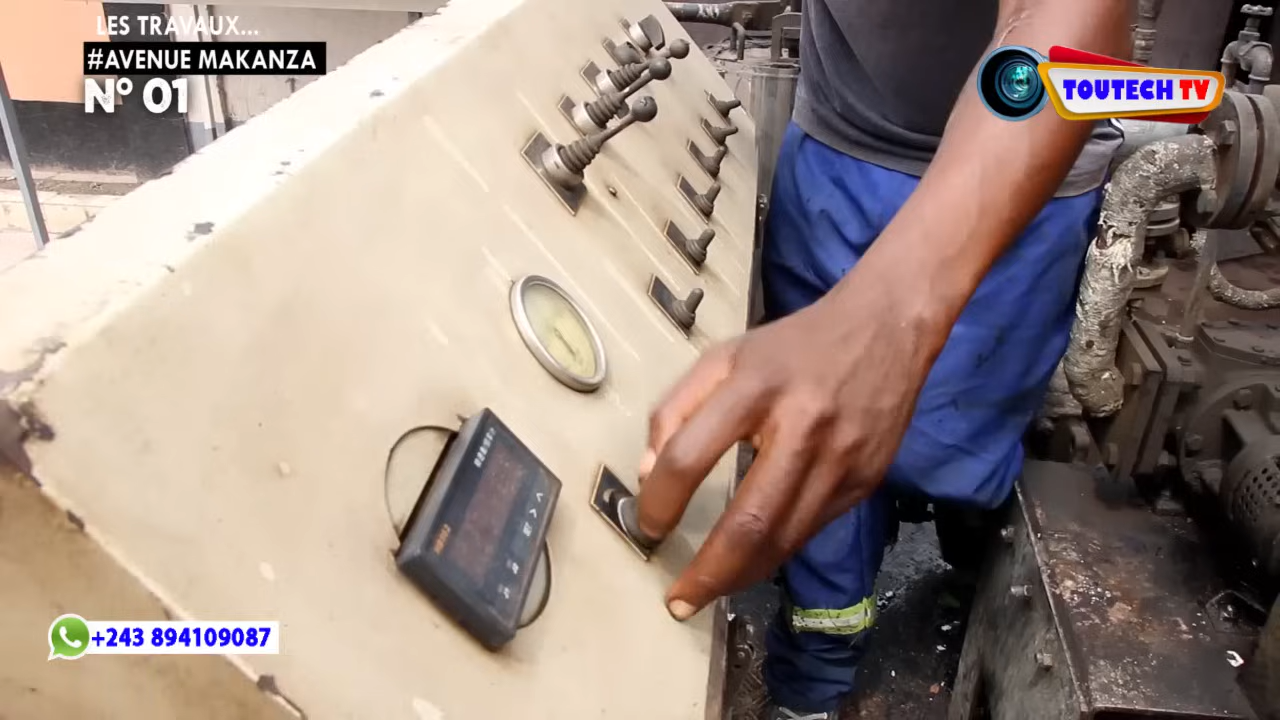 LES TRAVAUX...
#AVENUE MAKANZA
N° 01
TOUTECH TV
+243 894109087